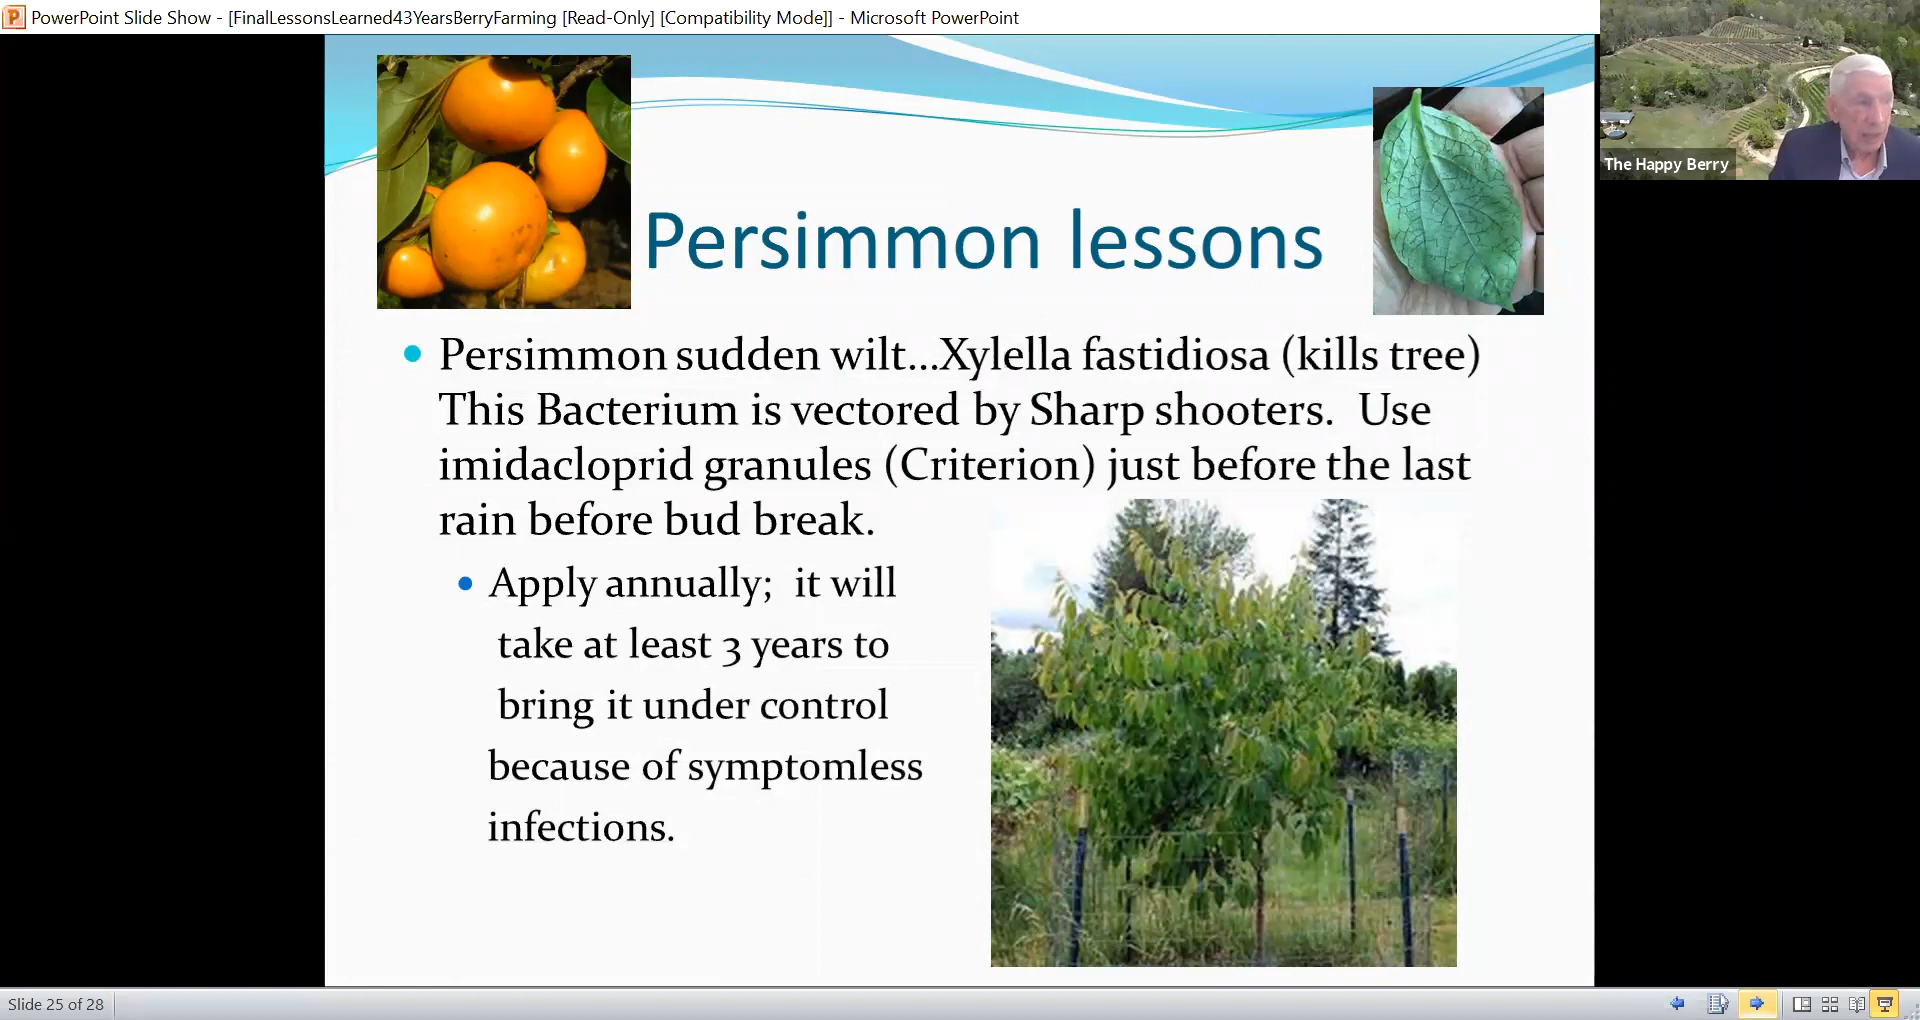 PowerPoint Slide Show - [FinalLessonsLearned43YearsBerryFarming [Read-Only] [Compatibility Mode]] - Microsoft PowerPoint
The Happy Berry
Persimmon lessons
Persimmon sudden wilt...Xylella fastidiosa (kills tree)
This Bacterium is vectored by Sharp shooters.  Use
imidacloprid granules (Criterion) just before the last
rain before bud break.
Apply annually;  it will
take at least 3 years to
bring it under control
because of symptomless
infections.
Slide 25 of 28